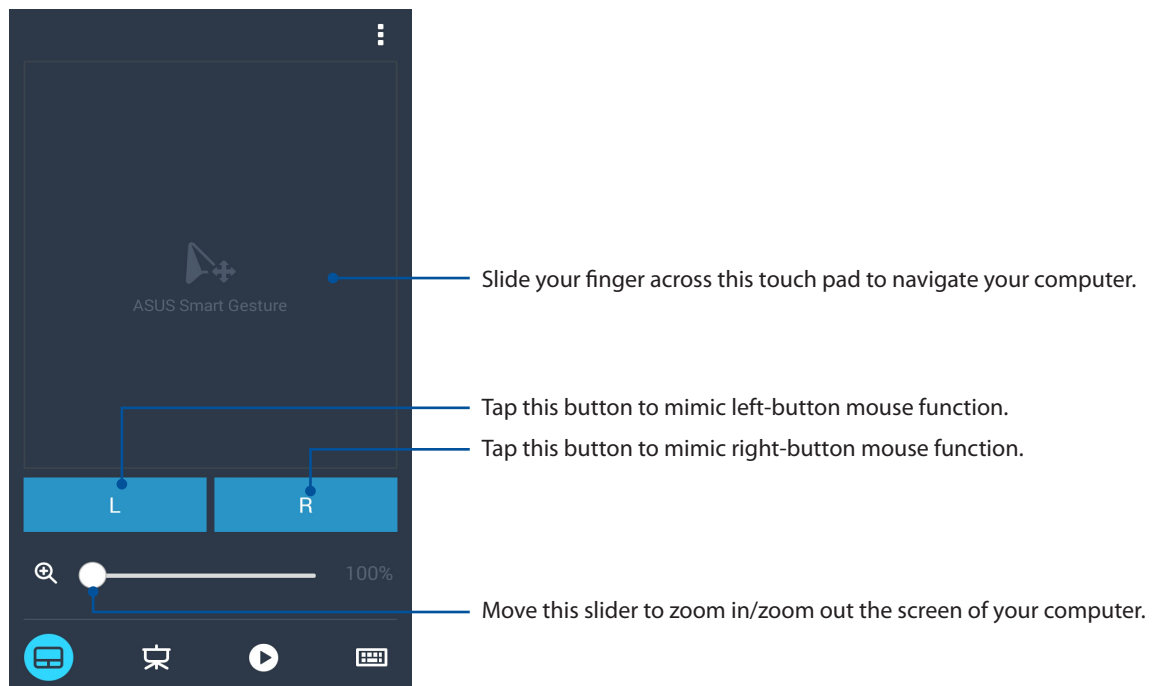 ASUS Smart Gesture
Slide your finger across this touch pad to navigate your computer.
Tap this button to mimic left-button mouse function.
Tap this button to mimic right-button mouse function.
L
R
100%
Move this slider to zoom in/zoom out the screen of your computer.